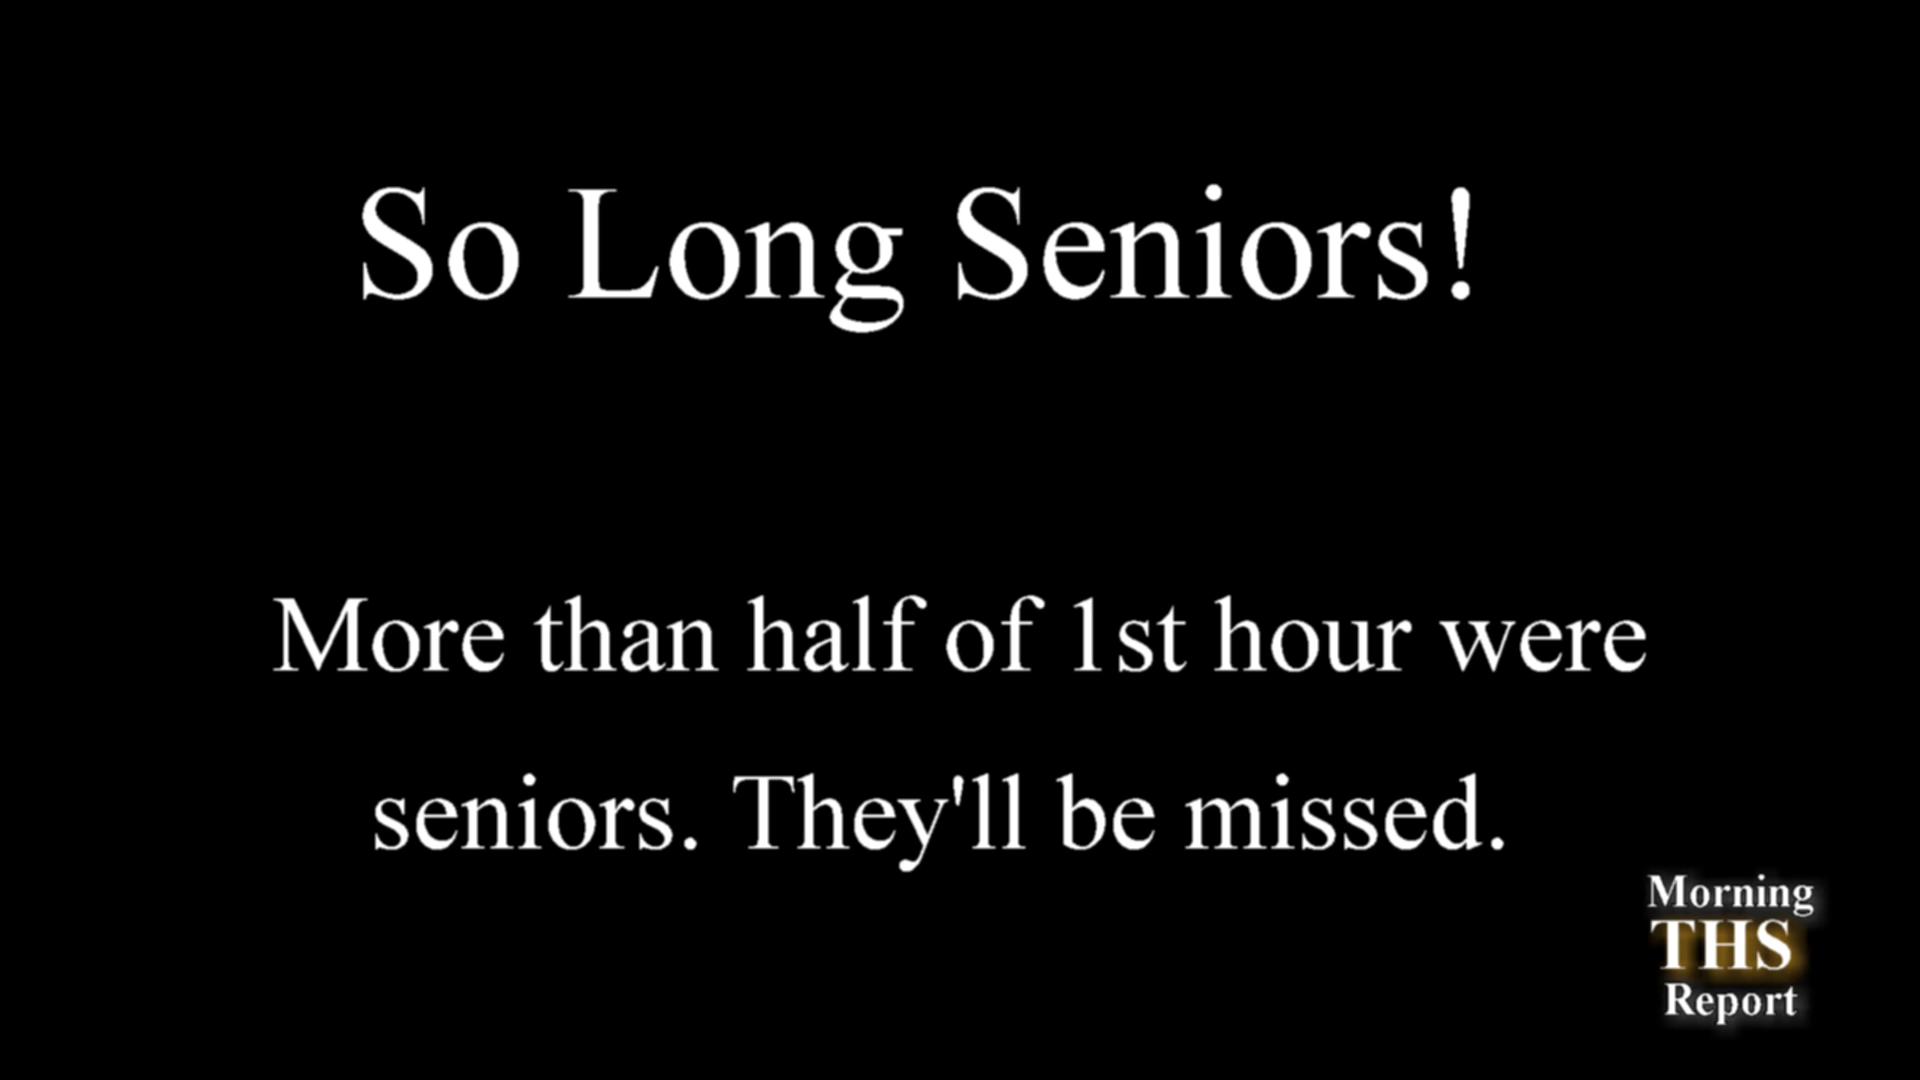 So Long Seniors!
More than half of 1st hour were
seniors. They'll be missed.
Morning
THS
Report